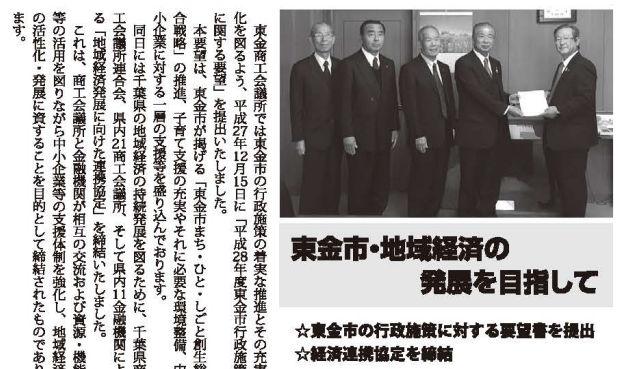 東金市・地域経済の
発展を目指して
☆東金市の行政施策に対する要望書を提出
☆経済連携協定を締結
東金商工会議所では東金市の行政施策の着実な推進とその充実
化を図るよう、平成27年12月15日に「平成28年度東金市行政施策
に関する要望」を提出いたしました。
本要望は、東金市が掲げる「東金市まち・ひと・しごと創生総
合戦略」の推進、子育て支援の充実やそれに必要な環境整備、中
小企業に対する一層の支援等を盛り込んでおります。
同日には千葉県の地域経済の持続発展を図るために、千葉県商
工会議所連合会、県内21商工会議所、そして県内11金融機関によ
る「地域経済発展に向けた連携協定」を締結いたしました。
これは、商工会議所と金融機関が相互の交流および資源・機能
等の活用を図りながら中小企業等の支援体制を強化し、地域経済
の活性化・発展に資することを目的として締結されたものであり
ます。